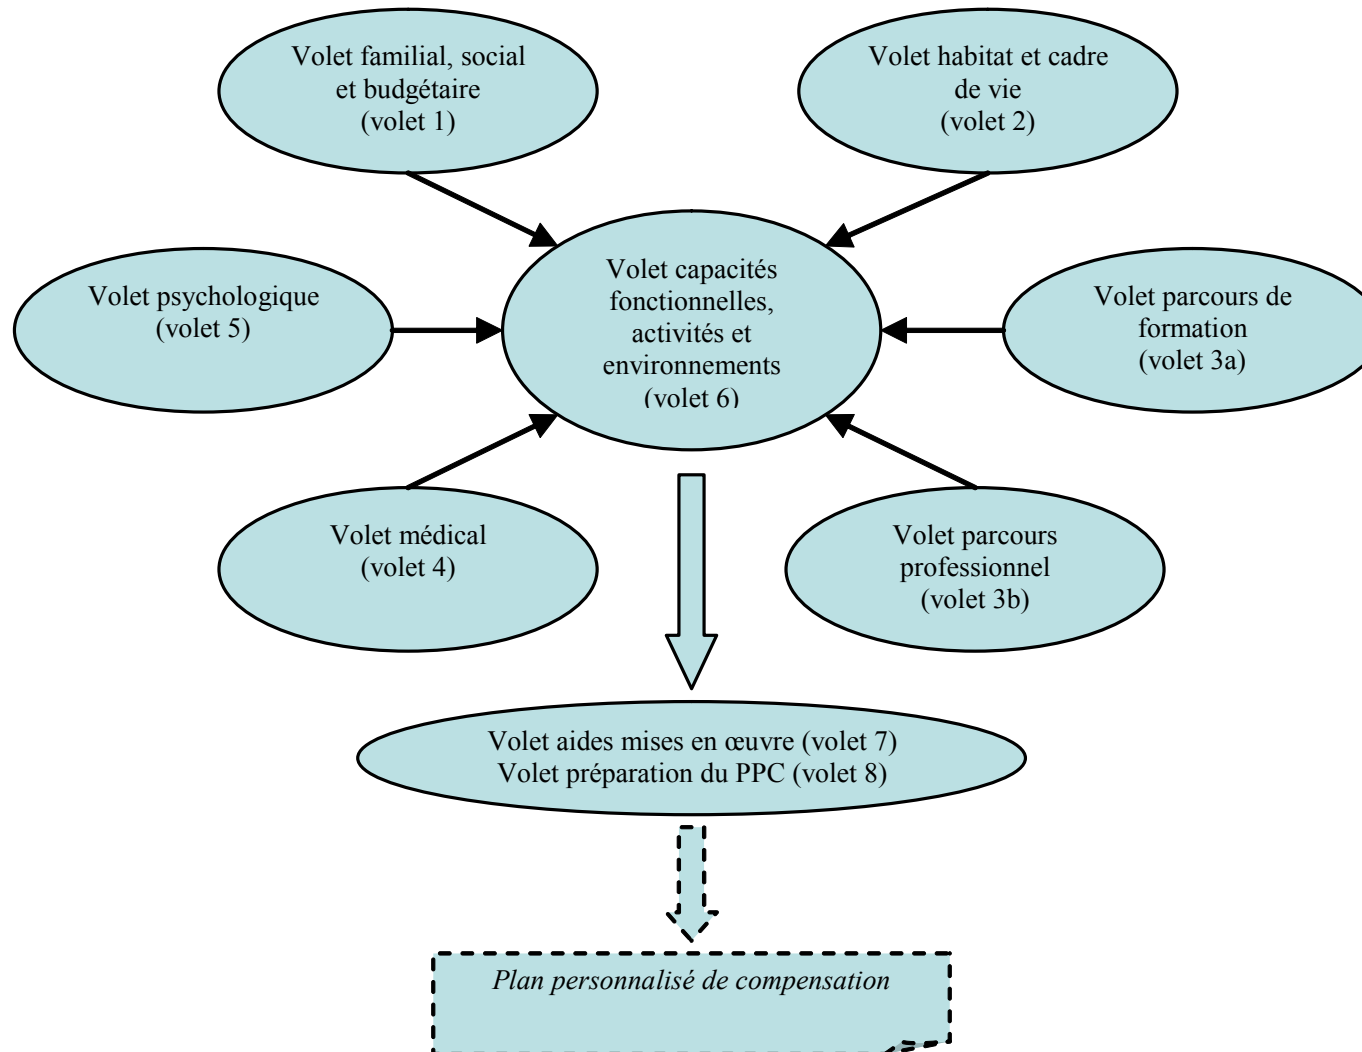 Volet familial, social
et budgétaire
(volet 1)
Volet habitat et cadre
de vie
(volet 2)
Volet psychologique
(volet 5)
Volet capacités
fonctionnelles,
activités et
environnements
(volet 6)
Volet parcours de
formation
(volet 3a)
Volet médical
(volet 4)
Volet parcours
professionnel
(volet 3b)
Volet aides mises en œuvre (volet 7)
Volet préparation du PPC (volet 8)
Plan personnalisé de compensation